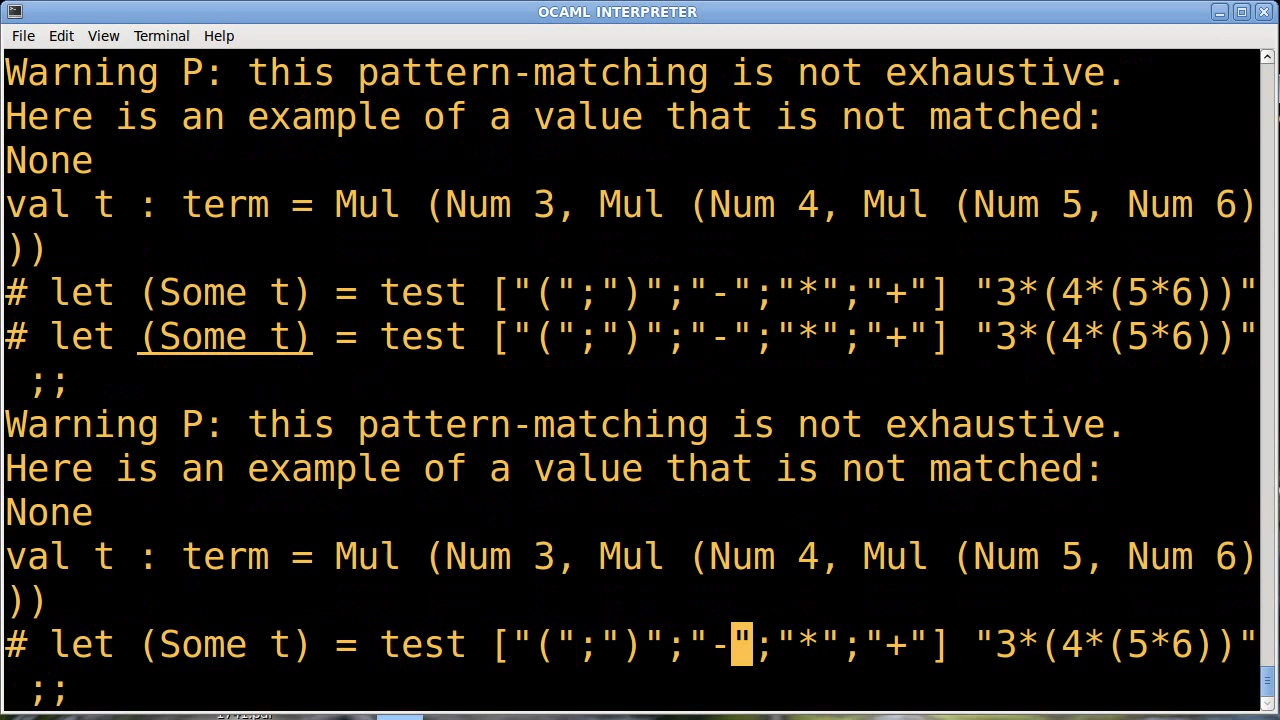 OCAML INTERPRETER
File Edit View Terminal Help
Warning P: this pattern-matching is not exhaustive.
Here is an example of a value that is not matched:
None
val t : term = Mul (Num 3, Mul (Num 4, Mul (Num 5, Num 6)
))
# let (Some t) = test ["(";")";"-";"*";"+"] "3*(4*(5*6))"
# let (Some t) = test ["(";")";"-";"*";"+"] "3*(4*(5*6))"
;;
Warning P: this pattern-matching is not exhaustive.
Here is an example of a value that is not matched:
None
val t : term = Mul (Num 3, Mul (Num 4, Mul (Num 5, Num 6)
))
# let (Some t) = test ["(";")";"-";"*";"+"] "3*(4*(5*6))"
;;